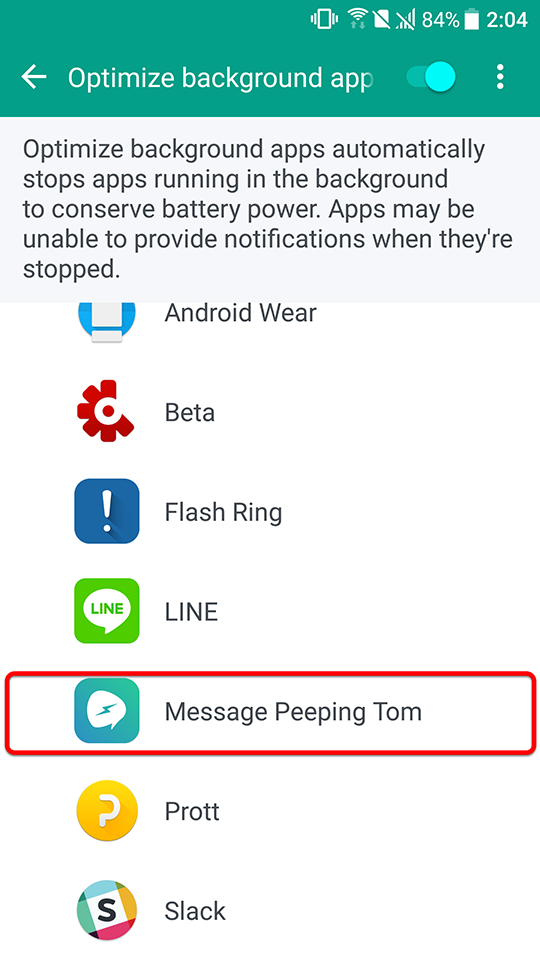 84% 2:04
Optimize background app
Optimize background apps automatically
stops apps running in the background
to conserve battery power. Apps may be
unable to provide notifications when they're
stopped.
Android Wear
Beta
Flash Ring
LINE
LINE
Message Peeping Tom
Prott
S
Slack